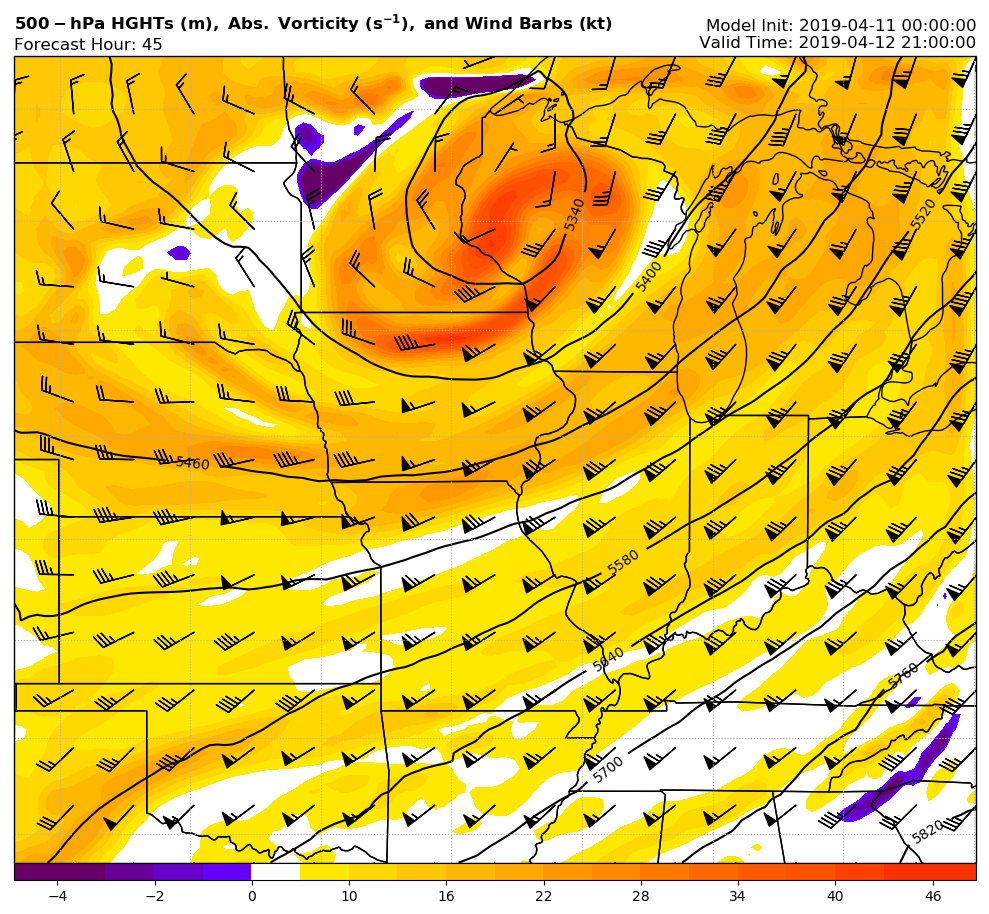 500 − hPa HGHTs (m), Abs. Vorticity (s⁻¹), and Wind Barbs (kt)
Forecast Hour: 45
Model Init: 2019-04-11 00:00:00
Valid Time: 2019-04-12 21:00:00
5340
5520
5400
5460
5580
5640
5760
5700
5820
−4 −2 0 10 16 22 28 34 40 46